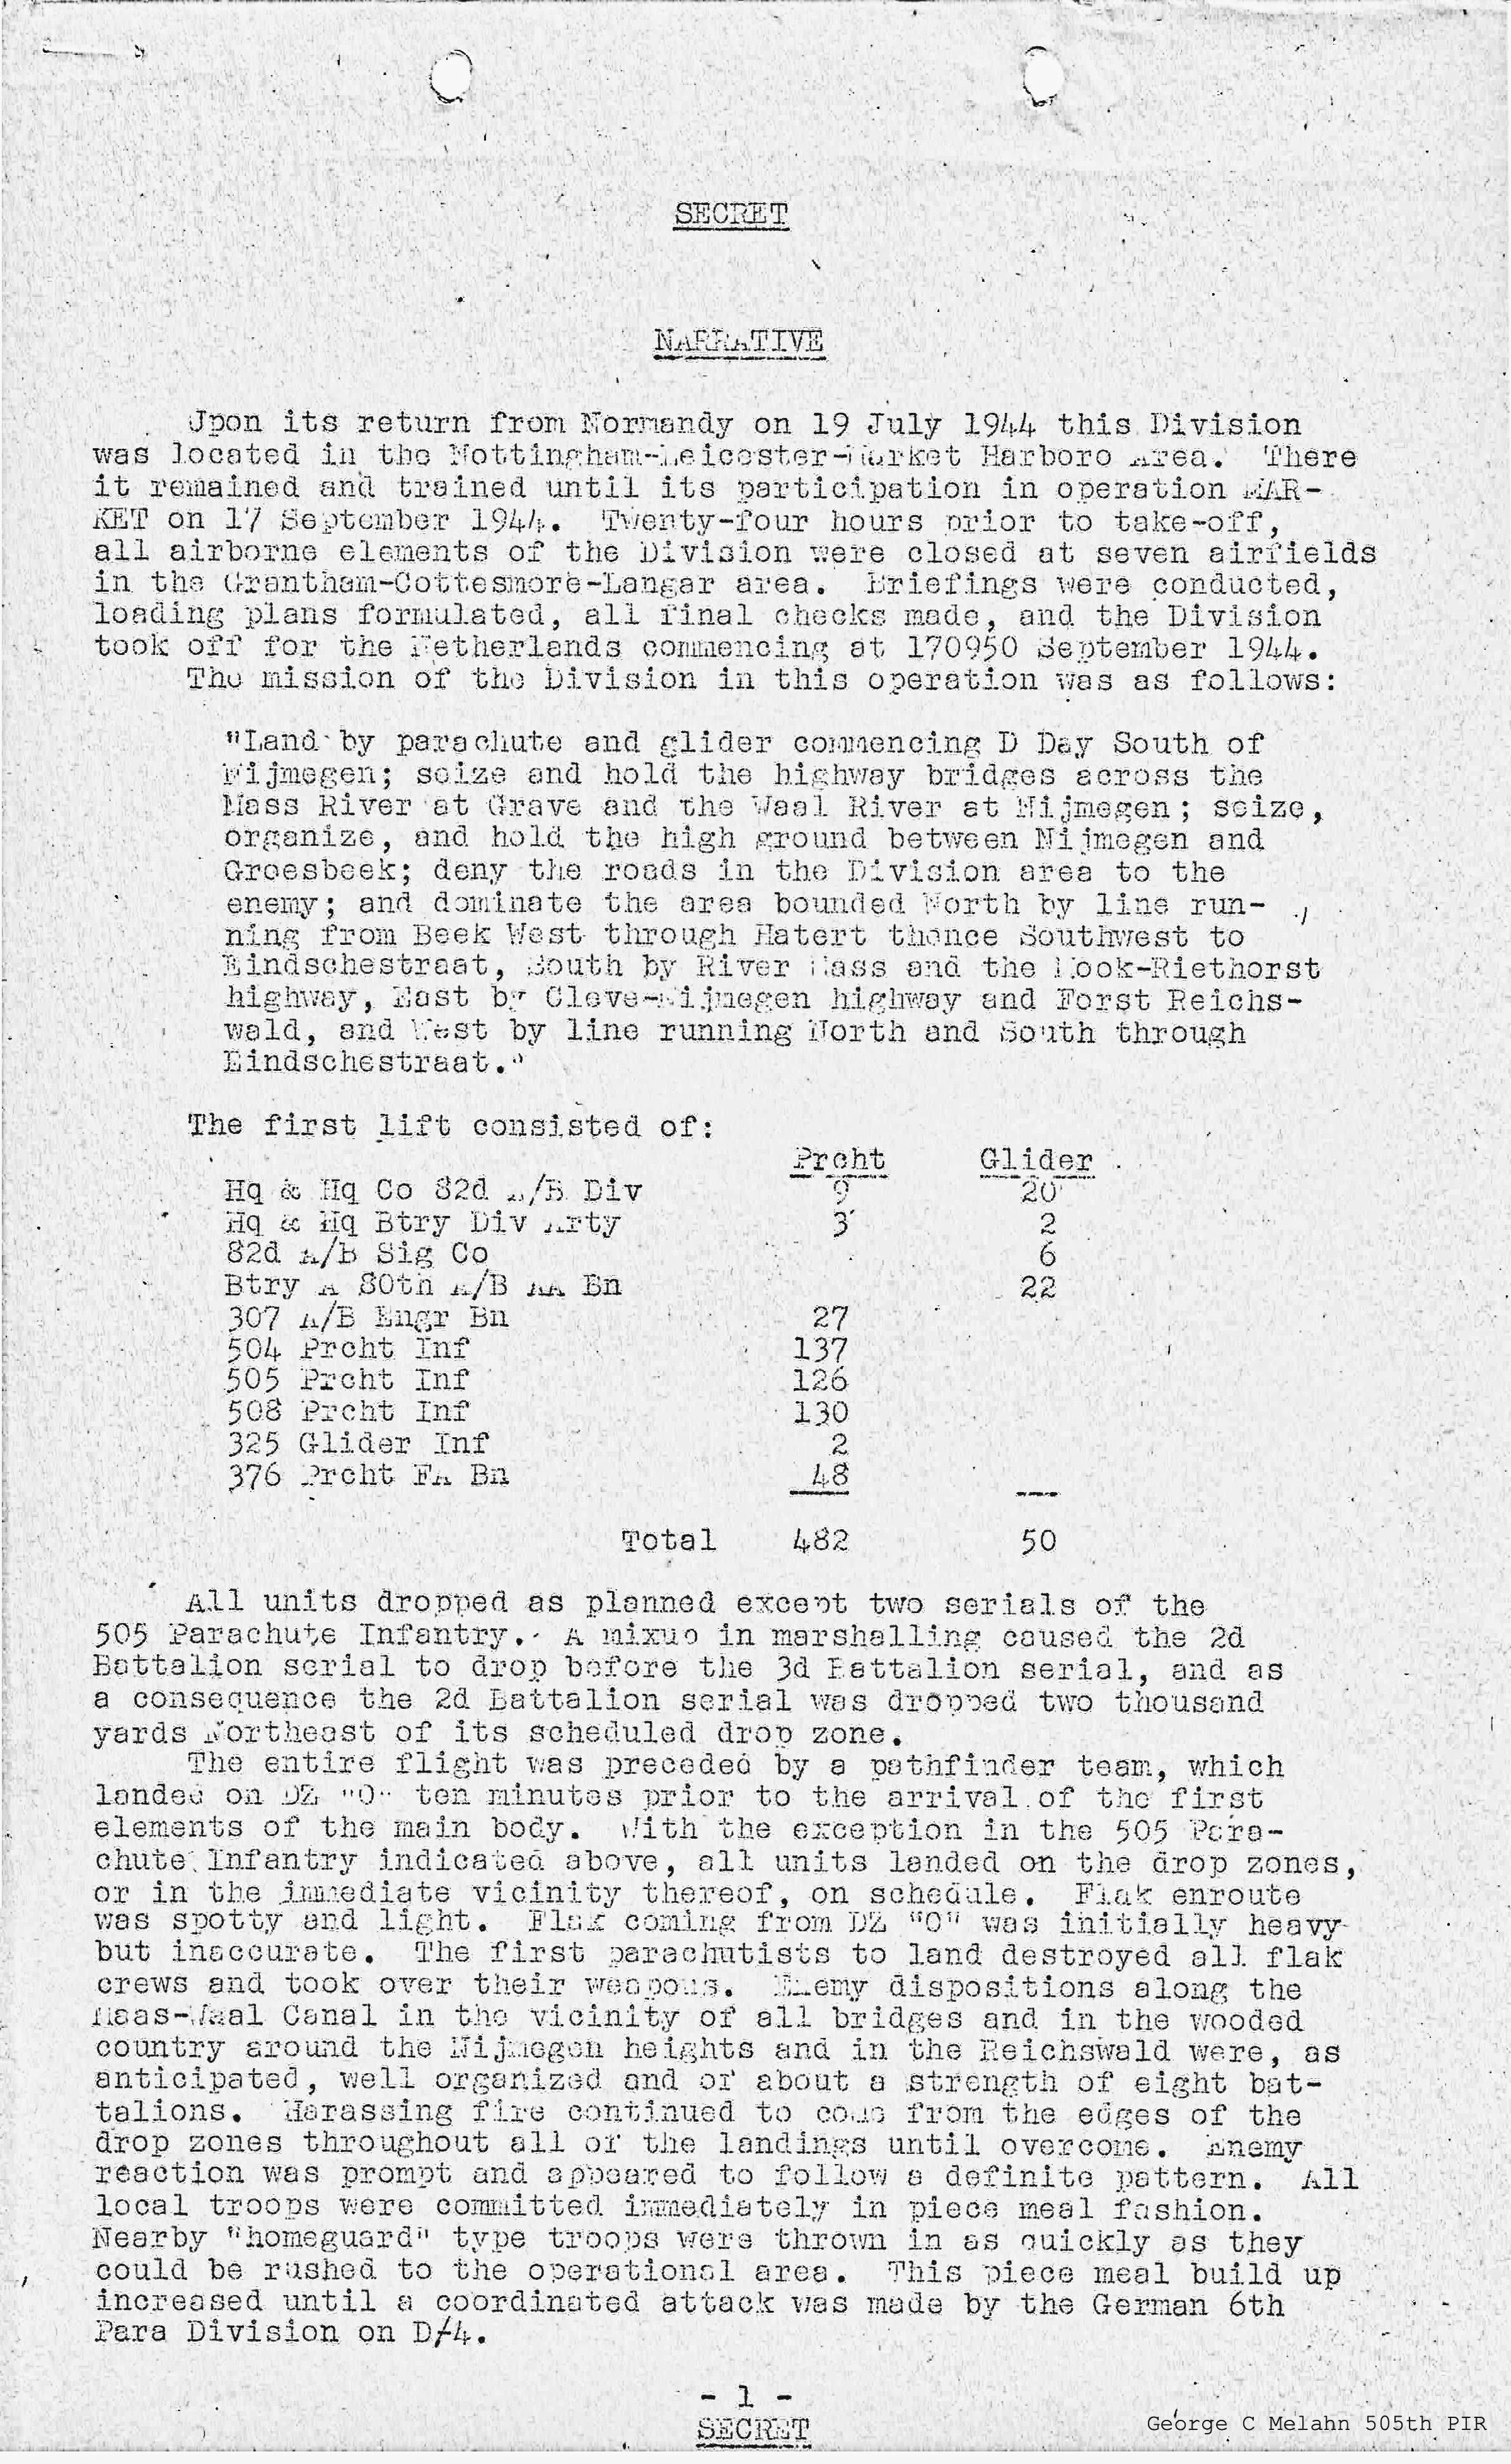 SECRET
NARRATIVE
Upon its return from Normandy on 19 July 1944 this Division
was located in the Nottingham-Leicester-Market Harboro Area. There
it remained and trained until its participation in operation MAR-
KET on 17 September 1944. Twenty-four hours prior to take-off,
all airborne elements of the Division were closed at seven airfields
in the Grantham-Cottesmore-Langar area. Briefings were conducted,
loading plans formulated, all final checks made, and the Division
took off for the Netherlands commencing at 170950 September 1944.
The mission of the Division in this operation was as follows:
"Land by parachute and glider commencing D Day South of
Nijmegen; seize and hold the highway bridges across the
Mass River at Grave and the Waal River at Nijmegen; seize,
organize, and hold the high ground between Nijmegen and
Groesbeek; deny the roads in the Division area to the
enemy; and dominate the area bounded North by line run-
ning from Beek West through Hatert thence Southwest to
Eindschestraat, South by River Mass and the Mook-Riethorst
highway, East by Cleve-Nijmegen highway and Forst Reichs-
wald, and West by line running North and South through
Eindschestraat."
The first lift consisted of:
Prcht Glider
Hq & Hq Co 82d A/B Div 9 20
Hq & Hq Btry Div Arty 3 2
82d A/B Sig Co 6
Btry A 80th A/B AA Bn 22
307 A/B Engr Bn 27
504 Prcht Inf 137
505 Prcht Inf 126
508 Prcht Inf 130
325 Glider Inf 2
376 Prcht FA Bn 48
Total 482 50
All units dropped as planned except two serials of the
505 Parachute Infantry. A mixup in marshalling caused the 2d
Battalion serial to drop before the 3d Battalion serial, and as
a consequence the 2d Battalion serial was dropped two thousand
yards Northeast of its scheduled drop zone.
The entire flight was preceded by a pathfinder team, which
landed on DZ "O" ten minutes prior to the arrival of the first
elements of the main body. With the exception in the 505 Para-
chute Infantry indicated above, all units landed on the drop zones,
or in the immediate vicinity thereof, on schedule. Flak enroute
was spotty and light. Flak coming from DZ "O" was initially heavy
but inaccurate. The first parachutists to land destroyed all flak
crews and took over their weapons. Enemy dispositions along the
Maas-Waal Canal in the vicinity of all bridges and in the wooded
country around the Nijmegen heights and in the Reichswald were, as
anticipated, well organized and of about a strength of eight bat-
talions. Harassing fire continued to come from the edges of the
drop zones throughout all of the landings until overcome. Enemy
reaction was prompt and appeared to follow a definite pattern. All
local troops were committed immediately in piece meal fashion.
Nearby "homeguard" type troops were thrown in as quickly as they
could be rushed to the operational area. This piece meal build up
increased until a coordinated attack was made by the German 6th
Para Division on D/4.
- 1 -
SECRET
George C Melahn 505th PIR